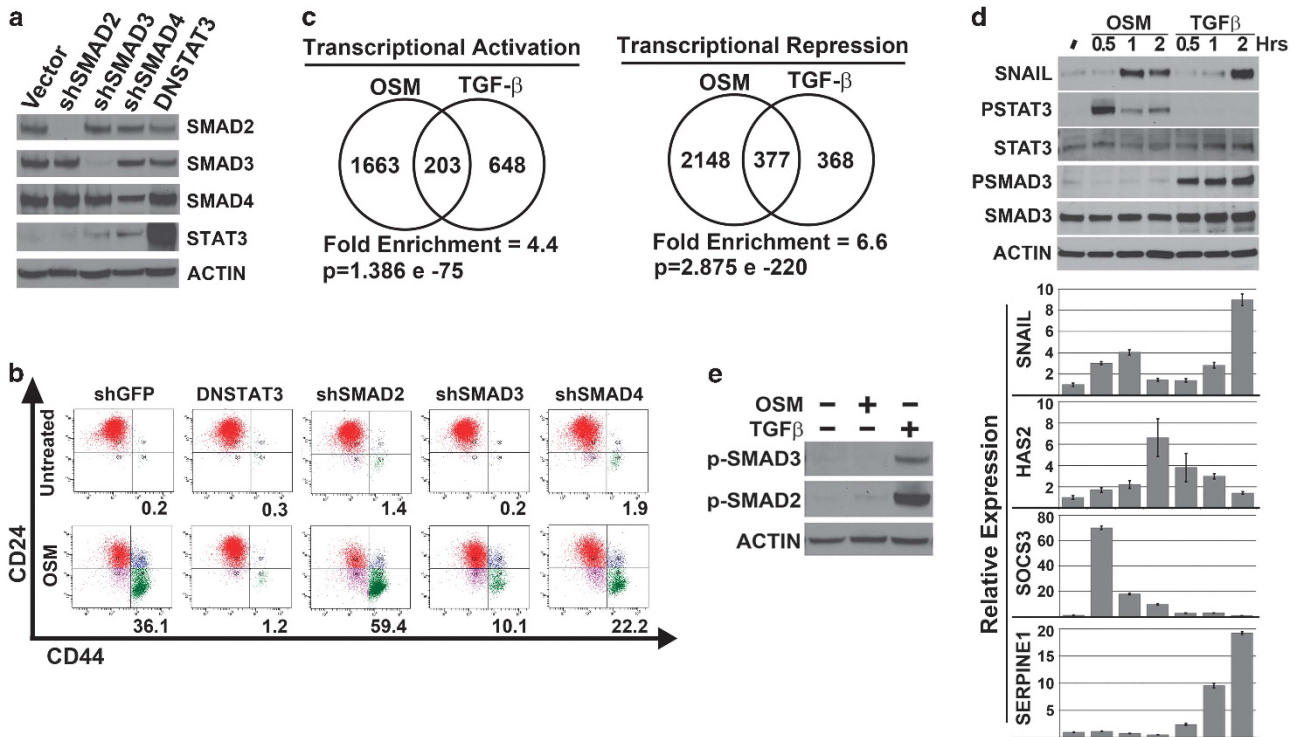 a
Vector
shSMAD2
shSMAD3
shSMAD4
DNSTAT3
SMAD2
SMAD3
SMAD4
STAT3
ACTIN
c
Transcriptional Activation
OSM TGF-β
1663 203 648
Fold Enrichment = 4.4
p=1.386 e -75
Transcriptional Repression
OSM TGF-β
2148 377 368
Fold Enrichment = 6.6
p=2.875 e -220
b
shGFP DNSTAT3 shSMAD2 shSMAD3 shSMAD4
Untreated
0.2 0.3 1.4 0.2 1.9
OSM
36.1 1.2 59.4 10.1 22.2
CD24
CD44
e
OSM − + −
TGFβ − − +
p-SMAD3
p-SMAD2
ACTIN
d
OSM TGFβ
- 0.5 1 2 0.5 1 2 Hrs
SNAIL
PSTAT3
STAT3
PSMAD3
SMAD3
ACTIN
Relative Expression
SNAIL
10
8
6
4
2
HAS2
10
8
6
4
2
SOCS3
80
60
40
20
SERPINE1
20
15
10
5